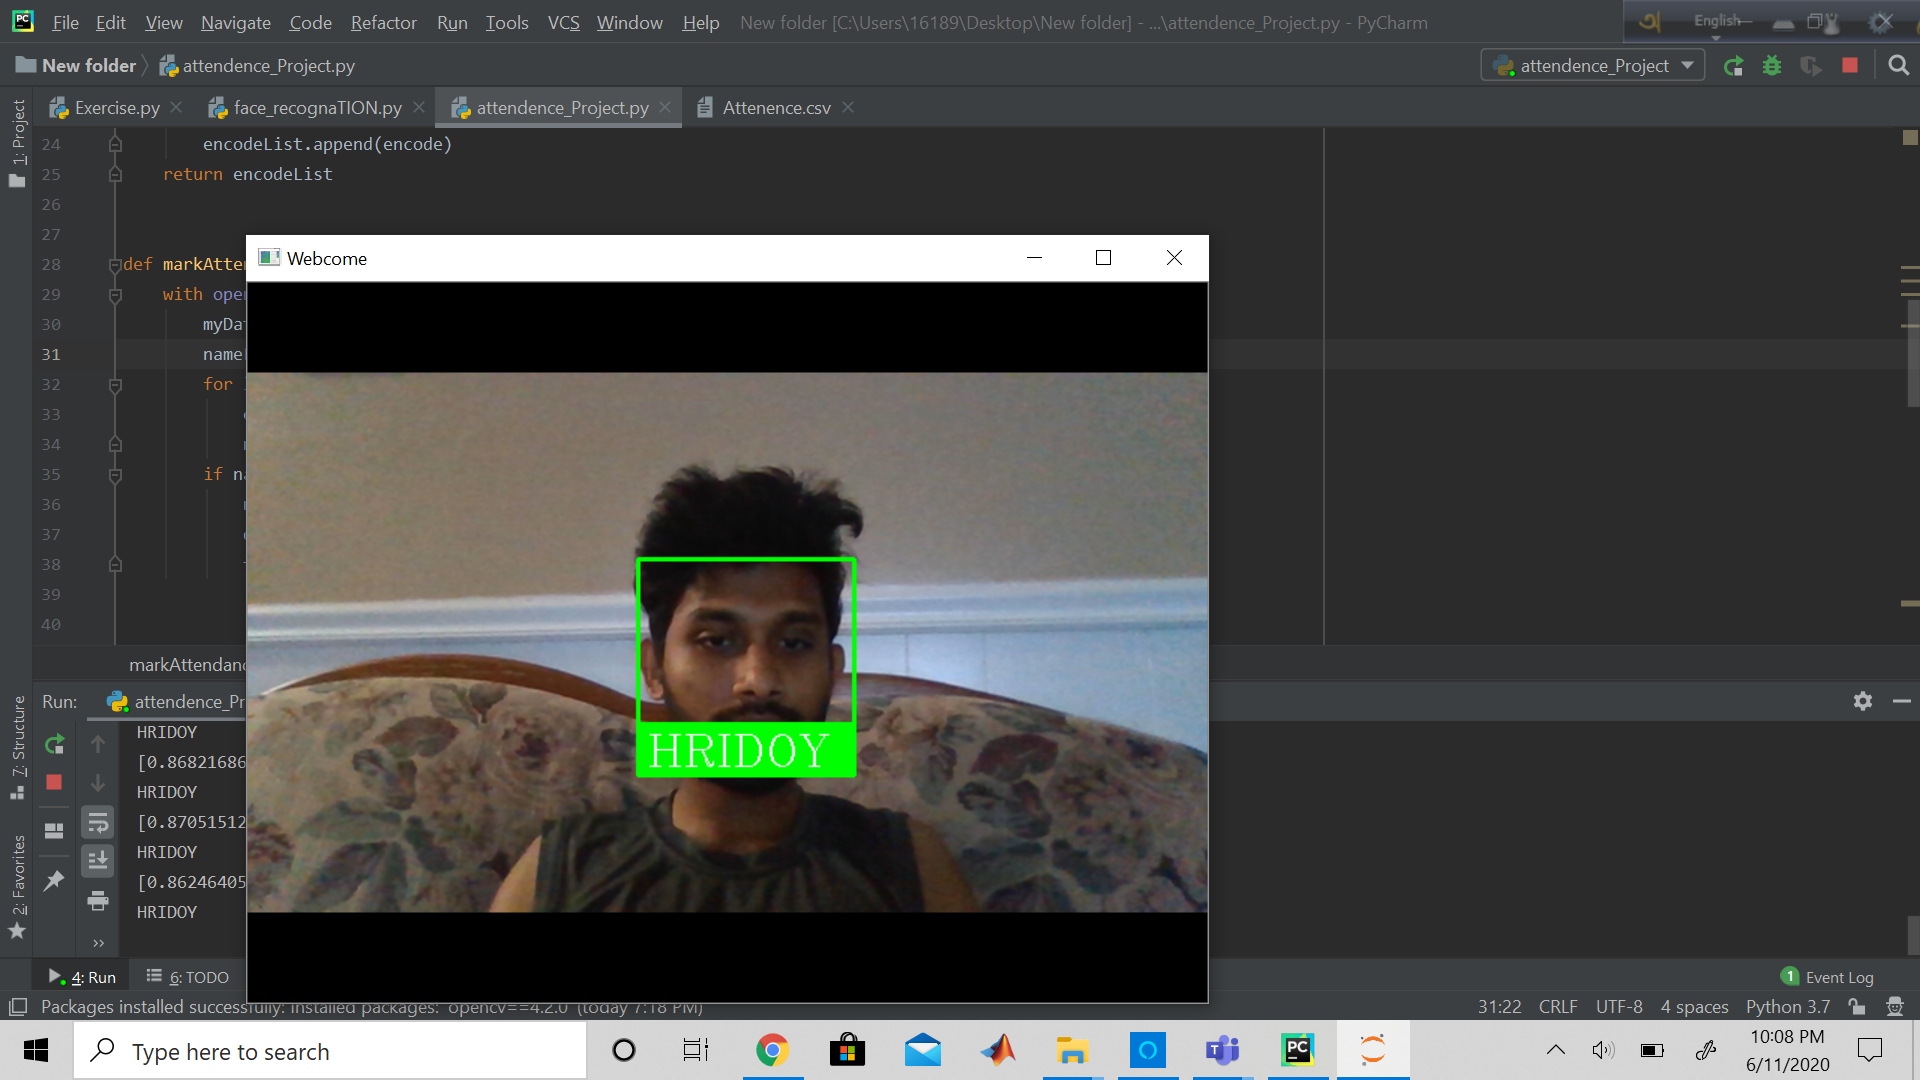 File Edit View Navigate Code Refactor Run Tools VCS Window Help New folder [C:\Users\16189\Desktop\New folder] - ...\attendence_Project.py - PyCharm English
New folder attendence_Project.py attendence_Project
Exercise.py face_recognaTION.py attendence_Project.py Attenence.csv
1: Project
24 encodeList.append(encode)
25 return encodeList
26
27
Webcome
28 def markAtte
29 with ope
30 myDa
31 name
32 for
33
34
35 if na
36
37
38
39
40
markAttendan
Run: attendence_Pr
7: Structure
2: Favorites
HRIDOY
[0.86821686
HRIDOY
[0.87051512
HRIDOY
[0.86246405
HRIDOY
HRIDOY
4: Run 6: TODO 1 Event Log
Packages installed successfully: Installed packages: 'opencv==4.2.0' (today 7:18 PM) 31:22 CRLF UTF-8 4 spaces Python 3.7
Type here to search
10:08 PM
6/11/2020